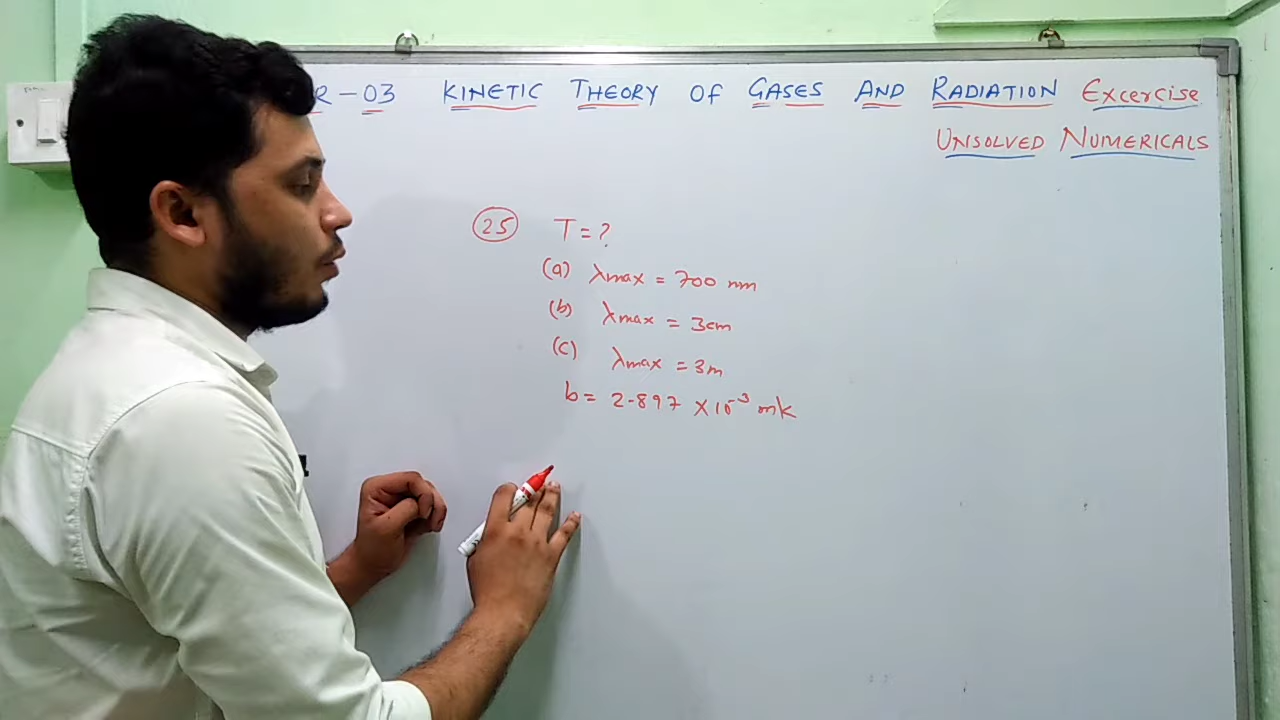 R-03 KINETIC THEORY OF GASES AND RADIATION Excercise
UNSOLVED NUMERICALS
25 T = ?
(a) λmax = 700 nm
(b) λmax = 3cm
(c) λmax = 3m
b = 2.897 × 10⁻³ mk